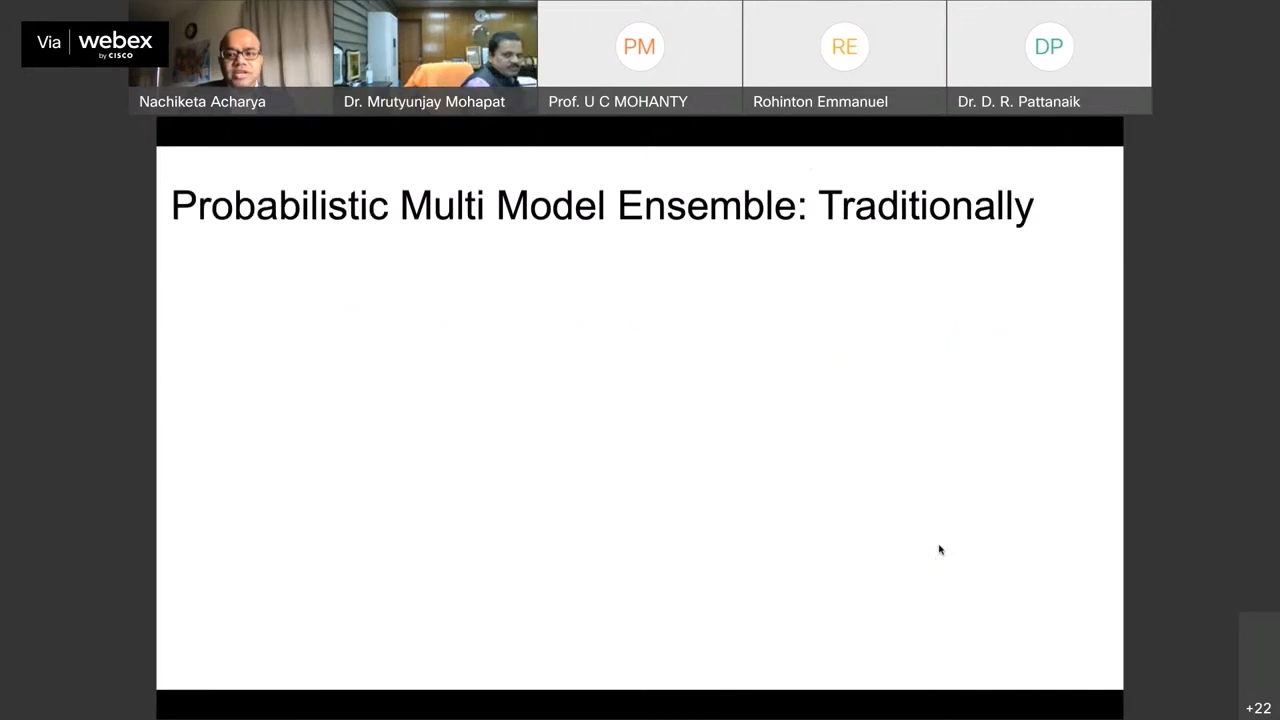 Via webex
by CISCO
PM
RE
DP
Nachiketa Acharya
Dr. Mrutyunjay Mohapat
Prof. U C MOHANTY
Rohinton Emmanuel
Dr. D. R. Pattanaik
Probabilistic Multi Model Ensemble: Traditionally
+22